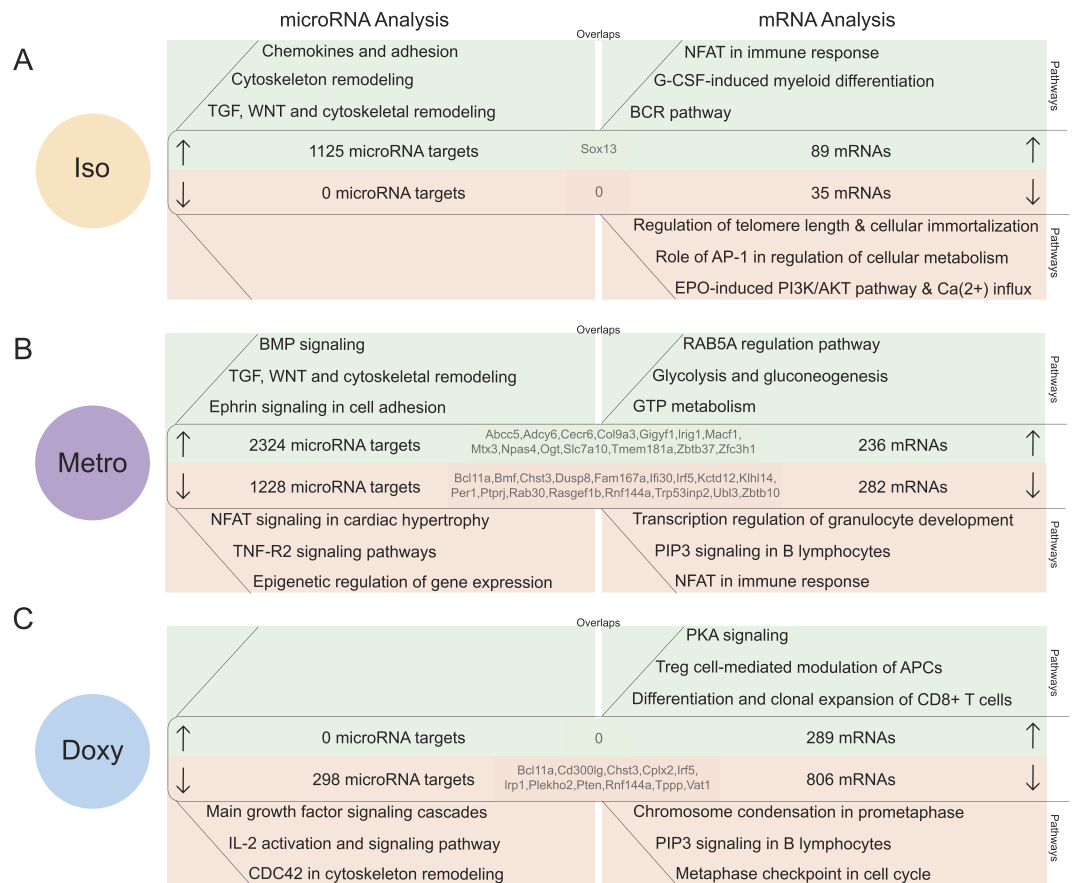 microRNA Analysis
mRNA Analysis
Overlaps
A
Chemokines and adhesion
Cytoskeleton remodeling
TGF, WNT and cytoskeletal remodeling
NFAT in immune response
G-CSF-induced myeloid differentiation
BCR pathway
Pathways
Iso
↑
1125 microRNA targets
Sox13
89 mRNAs
↑
↓
0 microRNA targets
0
35 mRNAs
↓
Regulation of telomere length & cellular immortalization
Role of AP-1 in regulation of cellular metabolism
EPO-induced PI3K/AKT pathway & Ca(2+) influx
Pathways
B
Overlaps
BMP signaling
TGF, WNT and cytoskeletal remodeling
Ephrin signaling in cell adhesion
RAB5A regulation pathway
Glycolysis and gluconeogenesis
GTP metabolism
Pathways
Metro
↑
2324 microRNA targets
Abcc5,Adcy6,Cecr6,Col9a3,Gigyf1,Irig1,Macf1,
Mtx3,Npas4,Ogt,Slc7a10,Tmem181a,Zbtb37,Zfc3h1
236 mRNAs
↑
↓
1228 microRNA targets
Bcl11a,Bmf,Chst3,Dusp8,Fam167a,Ifi30,Irf5,Kctd12,Klhl14,
Per1,Ptprj,Rab30,Rasgef1b,Rnf144a,Trp53inp2,Ubl3,Zbtb10
282 mRNAs
↓
NFAT signaling in cardiac hypertrophy
TNF-R2 signaling pathways
Epigenetic regulation of gene expression
Transcription regulation of granulocyte development
PIP3 signaling in B lymphocytes
NFAT in immune response
Pathways
C
Overlaps
PKA signaling
Treg cell-mediated modulation of APCs
Differentiation and clonal expansion of CD8+ T cells
Pathways
Doxy
↑
0 microRNA targets
0
289 mRNAs
↑
↓
298 microRNA targets
Bcl11a,Cd300lg,Chst3,Cplx2,Irf5,
lrp1,Plekho2,Pten,Rnf144a,Tppp,Vat1
806 mRNAs
↓
Main growth factor signaling cascades
IL-2 activation and signaling pathway
CDC42 in cytoskeleton remodeling
Chromosome condensation in prometaphase
PIP3 signaling in B lymphocytes
Metaphase checkpoint in cell cycle
Pathways